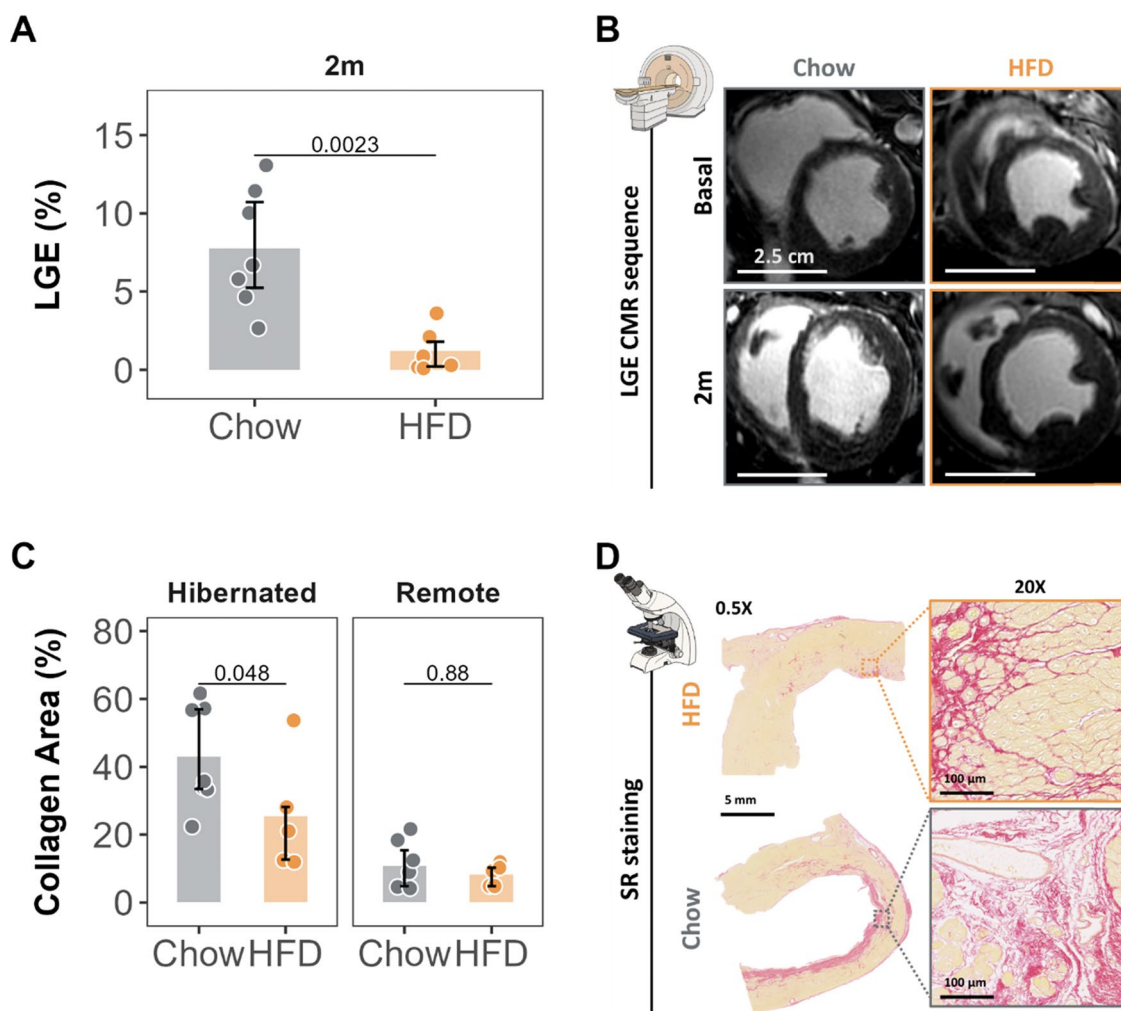 A
2m
LGE (%)
15
10
5
0
0.0023
Chow
HFD
B
Chow
HFD
LGE CMR sequence
Basal
2.5 cm
2m
C
Hibernated
Remote
Collagen Area (%)
80
60
40
20
0
0.048
0.88
Chow HFD
Chow HFD
D
0.5X
20X
SR staining
HFD
100 µm
5 mm
Chow
100 µm